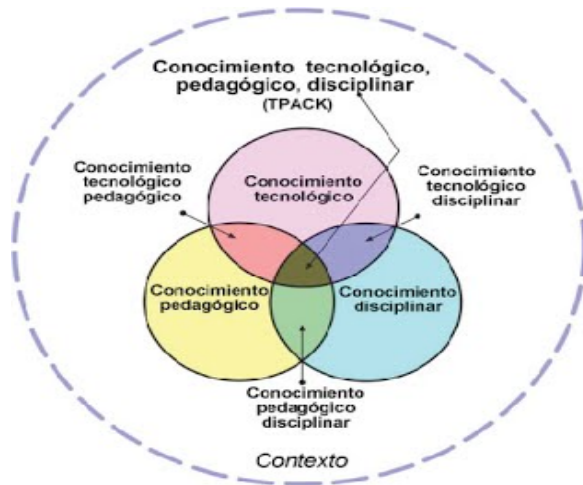 Conocimiento tecnológico,
pedagógico, disciplinar
(TPACK)
Conocimiento
tecnológico
pedagógico
Conocimiento
tecnológico
Conocimiento
tecnológico
disciplinar
Conocimiento
pedagógico
Conocimiento
disciplinar
Conocimiento
pedagógico
disciplinar
Contexto